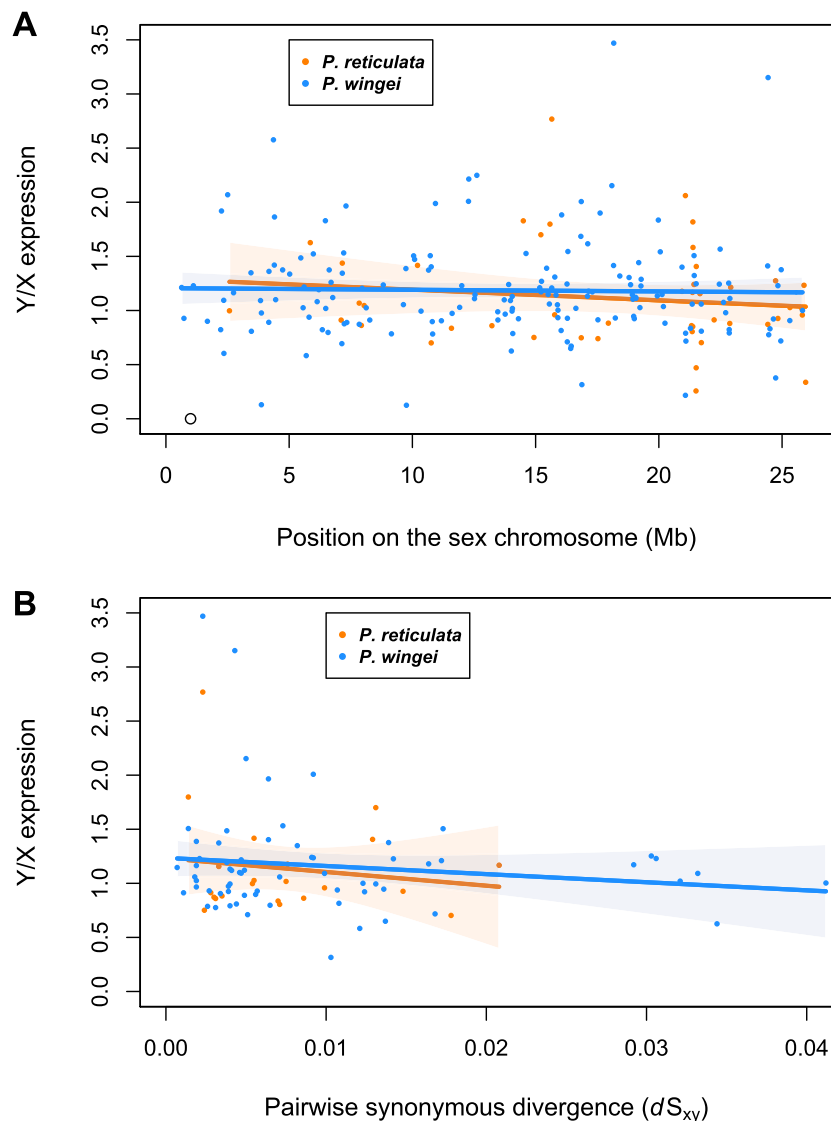 A
3.5
3.0
2.5
2.0
1.5
1.0
0.5
0.0
Y/X expression
P. reticulata
P. wingei
0 5 10 15 20 25
Position on the sex chromosome (Mb)
B
3.5
3.0
2.5
2.0
1.5
1.0
0.5
0.0
Y/X expression
P. reticulata
P. wingei
0.00 0.01 0.02 0.03 0.04
Pairwise synonymous divergence (dSxy)